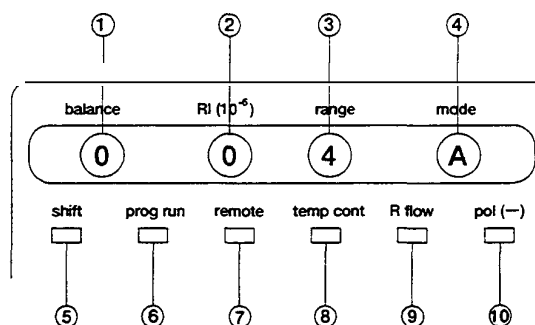 ① ② ③ ④
balance RI (10⁻⁶) range mode
0 0 4 A
shift prog run remote temp cont R flow pol (—)
⑤ ⑥ ⑦ ⑧ ⑨ ⑩